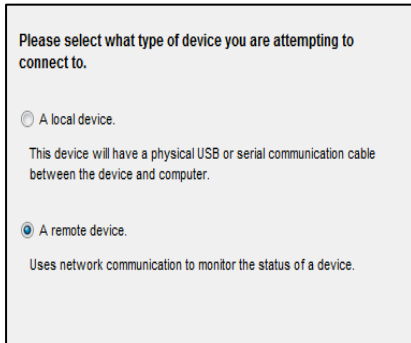 Please select what type of device you are attempting to
connect to.
A local device.
This device will have a physical USB or serial communication cable
between the device and computer.
A remote device.
Uses network communication to monitor the status of a device.